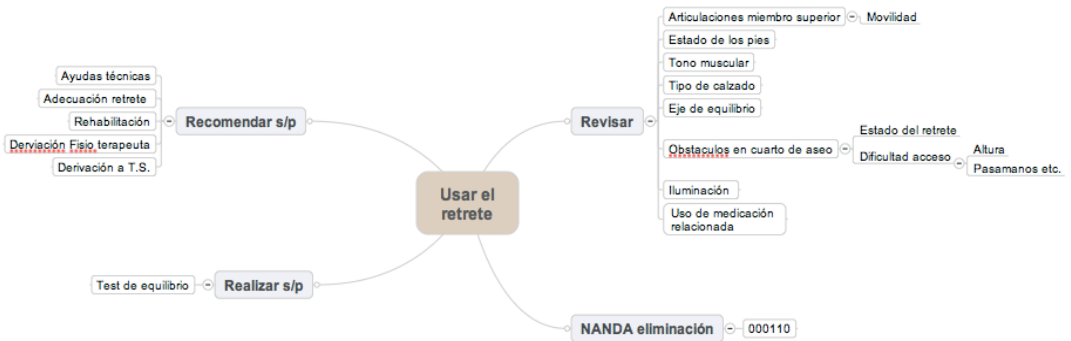 Usar el
retrete
Revisar
Articulaciones miembro superior
Movilidad
Estado de los pies
Tono muscular
Tipo de calzado
Eje de equilibrio
Obstaculos en cuarto de aseo
Estado del retrete
Dificultad acceso
Altura
Pasamanos etc.
Iluminación
Uso de medicación
relacionada
NANDA eliminación
000110
Recomendar s/p
Ayudas técnicas
Adecuación retrete
Rehabilitación
Derviación Fisio terapeuta
Derivación a T.S.
Realizar s/p
Test de equilibrio